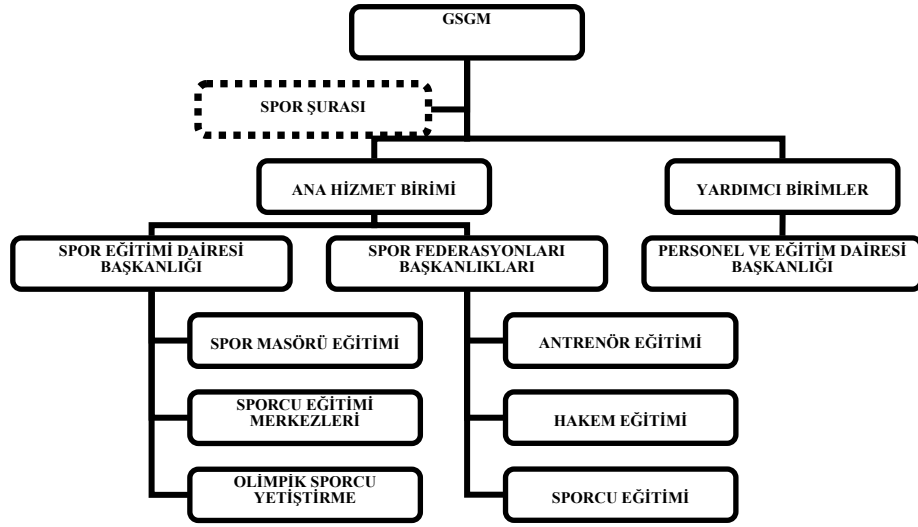 GSGM
SPOR ŞURASI
ANA HİZMET BİRİMİ
YARDIMCI BİRİMLER
SPOR EĞİTİMİ DAİRESİ
BAŞKANLIĞI
SPOR FEDERASYONLARI
BAŞKANLIKLARI
PERSONEL VE EĞİTİM DAİRESİ
BAŞKANLIĞI
SPOR MASÖRÜ EĞİTİMİ
ANTRENÖR EĞİTİMİ
SPORCU EĞİTİMİ
MERKEZLERİ
HAKEM EĞİTİMİ
OLİMPİK SPORCU
YETİŞTİRME
SPORCU EĞİTİMİ